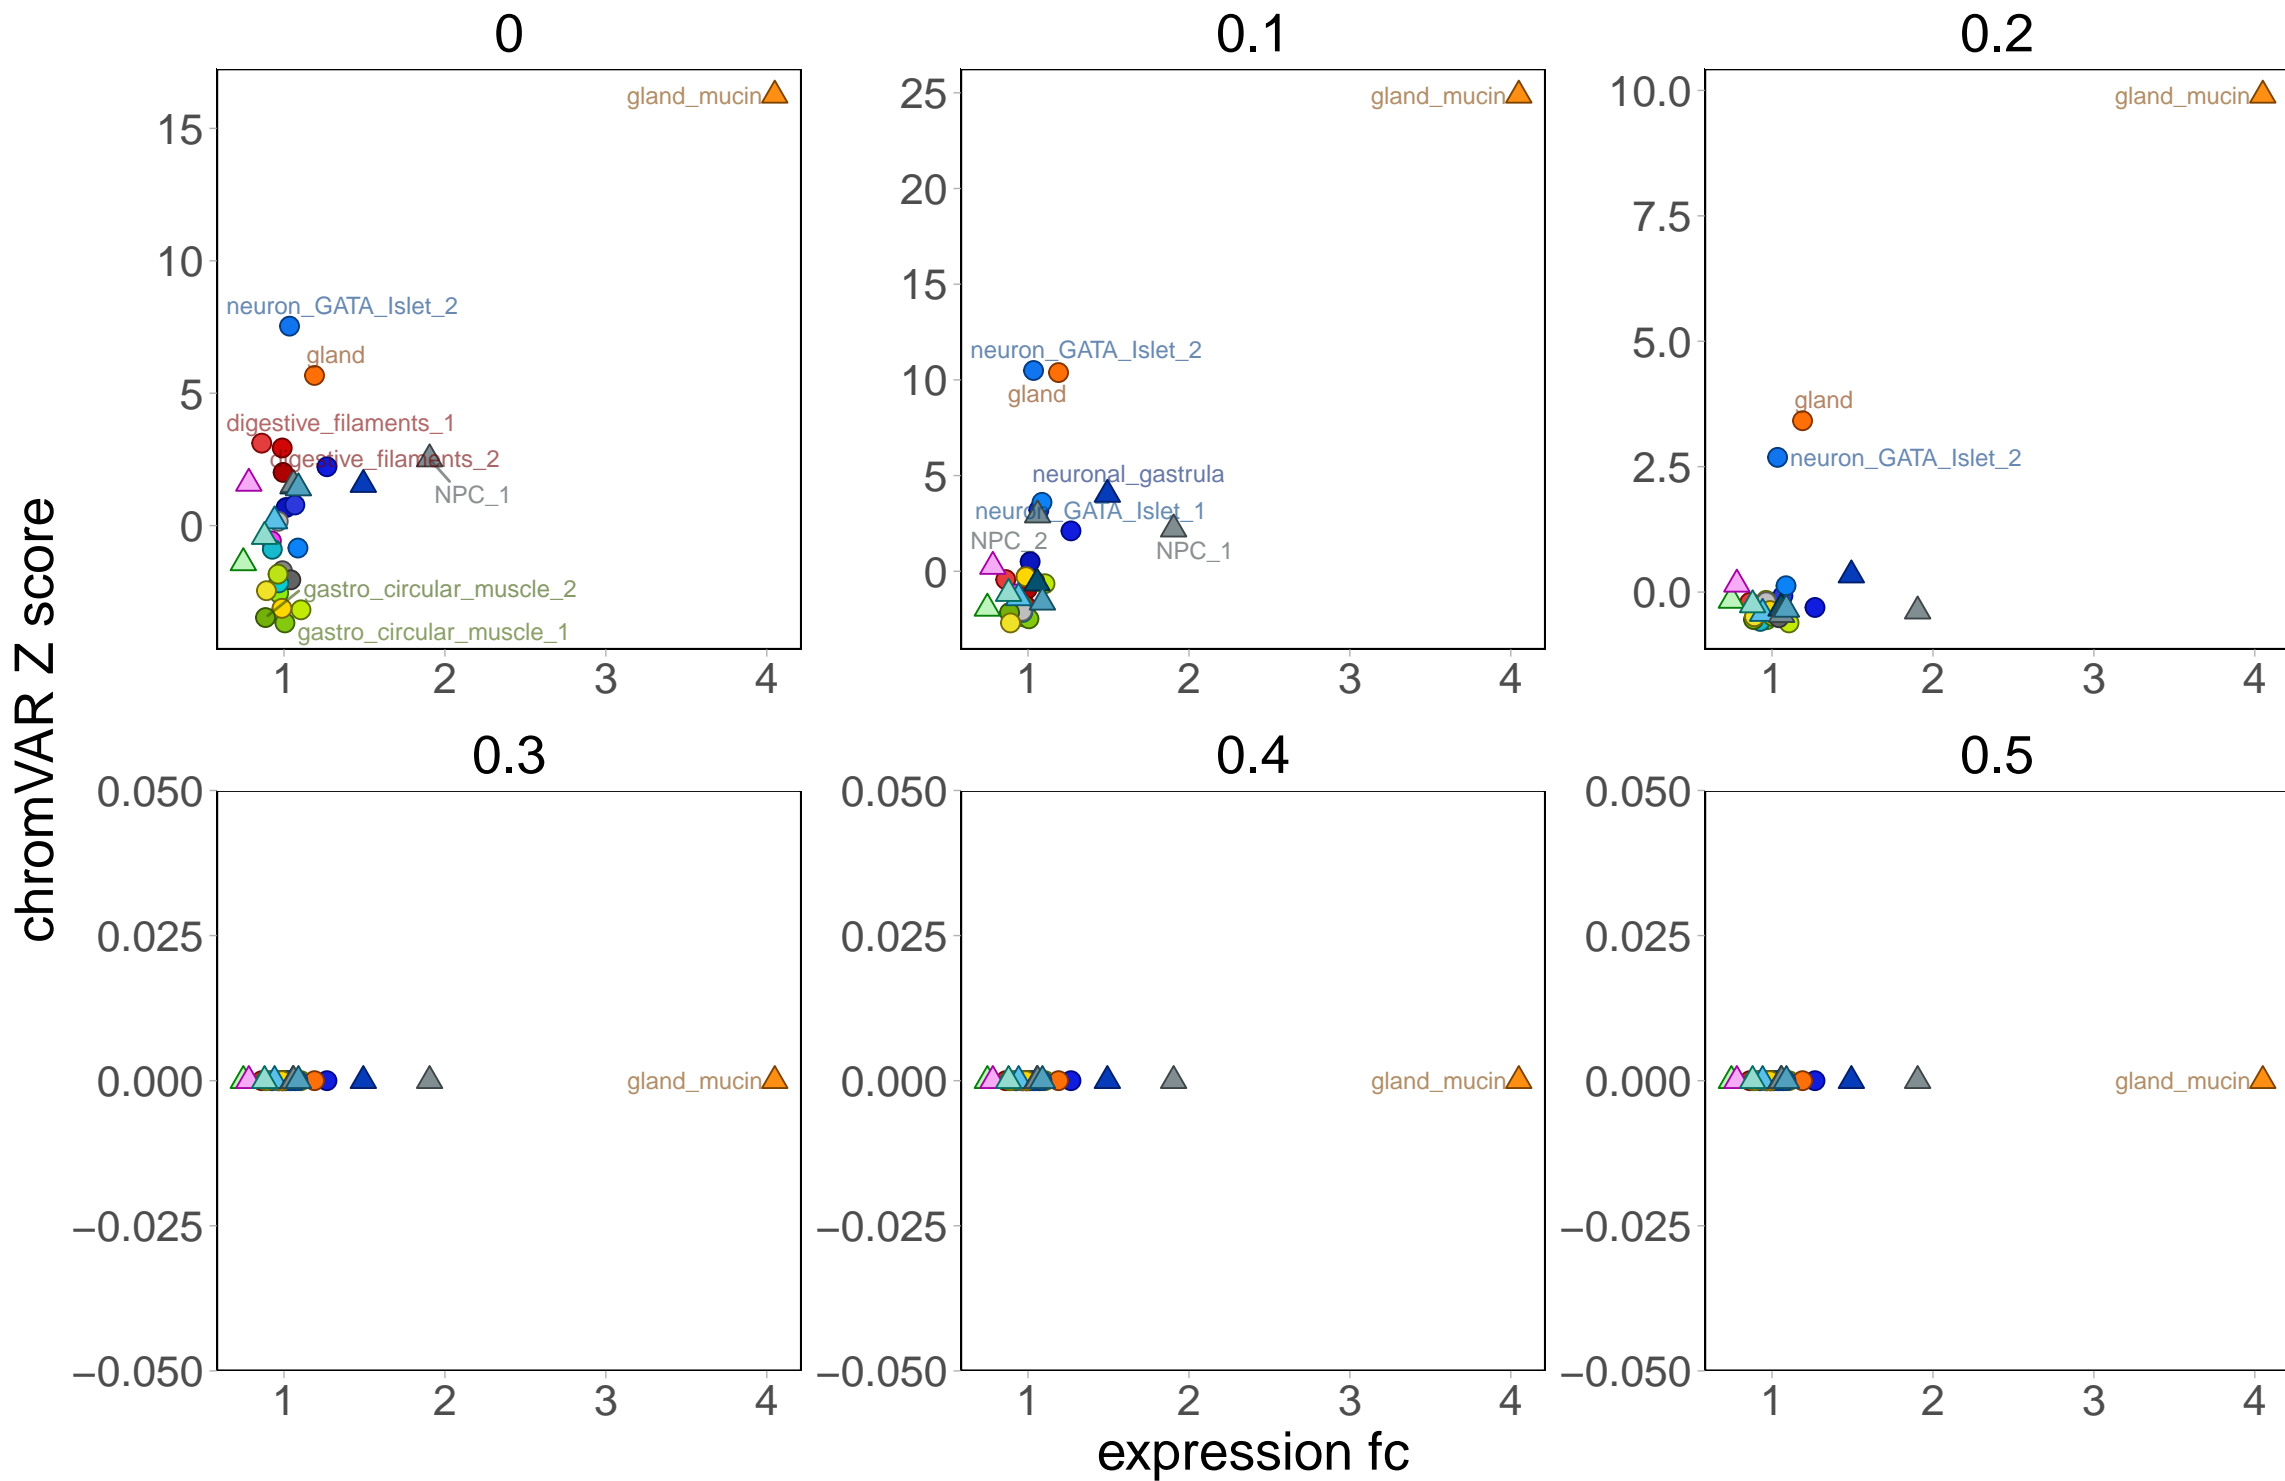 0
0.1
0.2
gland_mucin
gland_mucin
gland_mucin
15
10
5
0
25
20
15
10
5
0
10.0
7.5
5.0
2.5
0.0
neuron_GATA_Islet_2
gland
digestive_filaments_1
digestive_filaments_2
NPC_1
gastro_circular_muscle_2
gastro_circular_muscle_1
neuron_GATA_Islet_2
gland
neuronal_gastrula
neuron_GATA_Islet_1
NPC_2
NPC_1
gland
neuron_GATA_Islet_2
1 2 3 4
1 2 3 4
1 2 3 4
chromVAR Z score
0.3
0.4
0.5
0.050
0.025
0.000
−0.025
−0.050
0.050
0.025
0.000
−0.025
−0.050
0.050
0.025
0.000
−0.025
−0.050
gland_mucin
gland_mucin
gland_mucin
1 2 3 4
1 2 3 4
1 2 3 4
expression fc